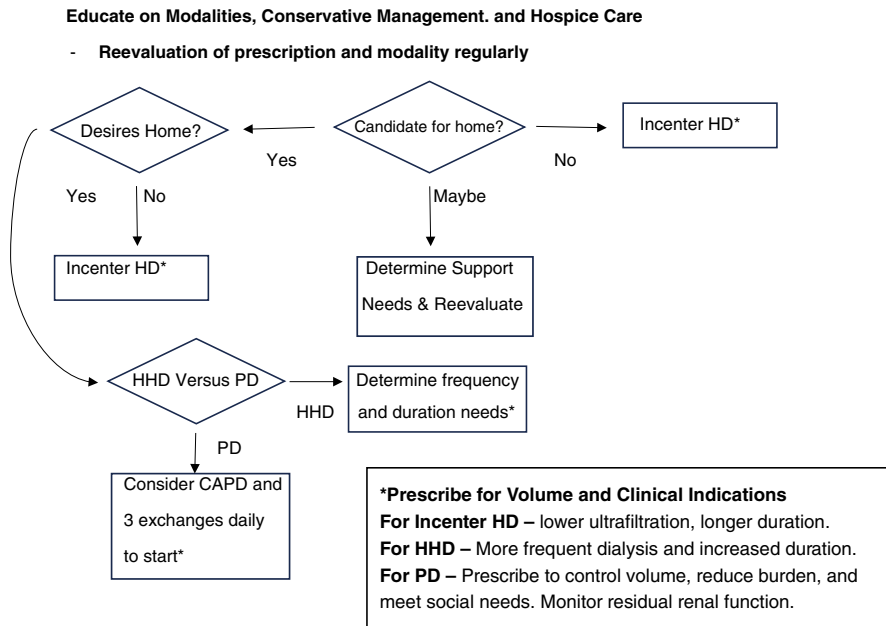 Educate on Modalities, Conservative Management. and Hospice Care
- Reevaluation of prescription and modality regularly
Desires Home?
Candidate for home?
Incenter HD*
Yes
No
Yes
No
Maybe
Incenter HD*
Determine Support
Needs & Reevaluate
HHD Versus PD
HHD
Determine frequency
and duration needs*
PD
Consider CAPD and
3 exchanges daily
to start*
*Prescribe for Volume and Clinical Indications
For Incenter HD – lower ultrafiltration, longer duration.
For HHD – More frequent dialysis and increased duration.
For PD – Prescribe to control volume, reduce burden, and
meet social needs. Monitor residual renal function.